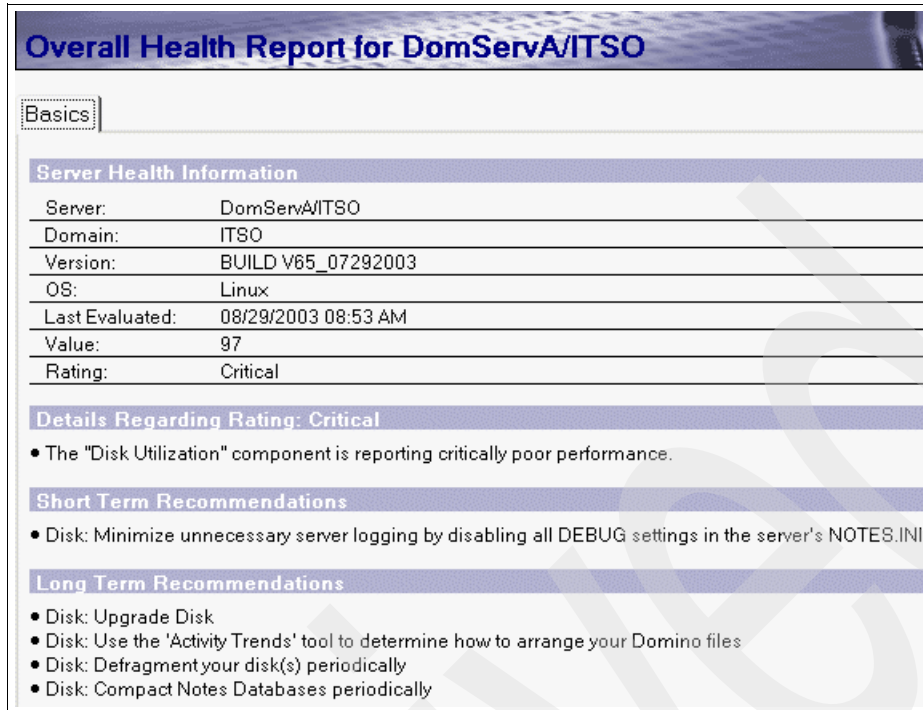 Overall Health Report for DomServA/ITSO
Basics
Server Health Information
Server: DomServA/ITSO
Domain: ITSO
Version: BUILD V65_07292003
OS: Linux
Last Evaluated: 08/29/2003 08:53 AM
Value: 97
Rating: Critical
Details Regarding Rating: Critical
● The "Disk Utilization" component is reporting critically poor performance.
Short Term Recommendations
● Disk: Minimize unnecessary server logging by disabling all DEBUG settings in the server's NOTES.INI
Long Term Recommendations
● Disk: Upgrade Disk
● Disk: Use the 'Activity Trends' tool to determine how to arrange your Domino files
● Disk: Defragment your disk(s) periodically
● Disk: Compact Notes Databases periodically